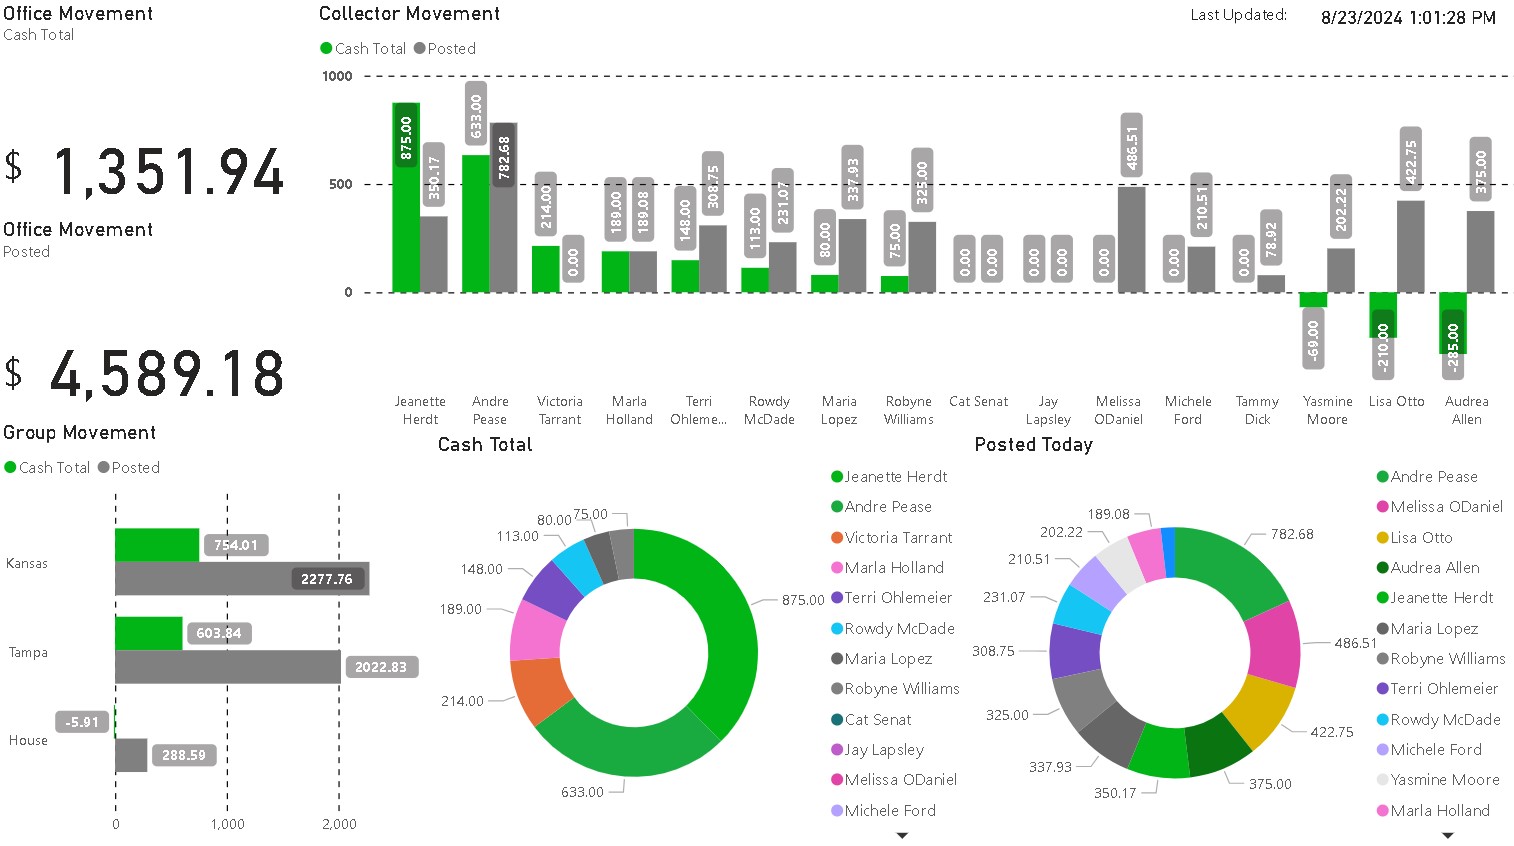 Office Movement
Cash Total
$ 1,351.94
Office Movement
Posted
$ 4,589.18
Collector Movement
Cash Total Posted
Last Updated: 8/23/2024 1:01:28 PM
1000
500
0
875.00
350.17
633.00
782.68
214.00
0.00
189.00
189.08
148.00
308.75
113.00
231.07
80.00
337.93
75.00
325.00
0.00
0.00
0.00
0.00
0.00
486.51
0.00
210.51
0.00
78.92
-69.00
202.22
-210.00
422.75
-285.00
375.00
Jeanette Herdt
Andre Pease
Victoria Tarrant
Marla Holland
Terri Ohleme...
Rowdy McDade
Maria Lopez
Robyne Williams
Cat Senat
Jay Lapsley
Melissa ODaniel
Michele Ford
Tammy Dick
Yasmine Moore
Lisa Otto
Audrea Allen
Group Movement
Cash Total Posted
Kansas
754.01
2277.76
Tampa
603.84
2022.83
House
-5.91
288.59
0 1,000 2,000
Cash Total
875.00
633.00
214.00
189.00
148.00
113.00
80.00
75.00
Jeanette Herdt
Andre Pease
Victoria Tarrant
Marla Holland
Terri Ohlemeier
Rowdy McDade
Maria Lopez
Robyne Williams
Cat Senat
Jay Lapsley
Melissa ODaniel
Michele Ford
Posted Today
782.68
486.51
422.75
375.00
350.17
337.93
325.00
308.75
231.07
210.51
202.22
189.08
Andre Pease
Melissa ODaniel
Lisa Otto
Audrea Allen
Jeanette Herdt
Maria Lopez
Robyne Williams
Terri Ohlemeier
Rowdy McDade
Michele Ford
Yasmine Moore
Marla Holland